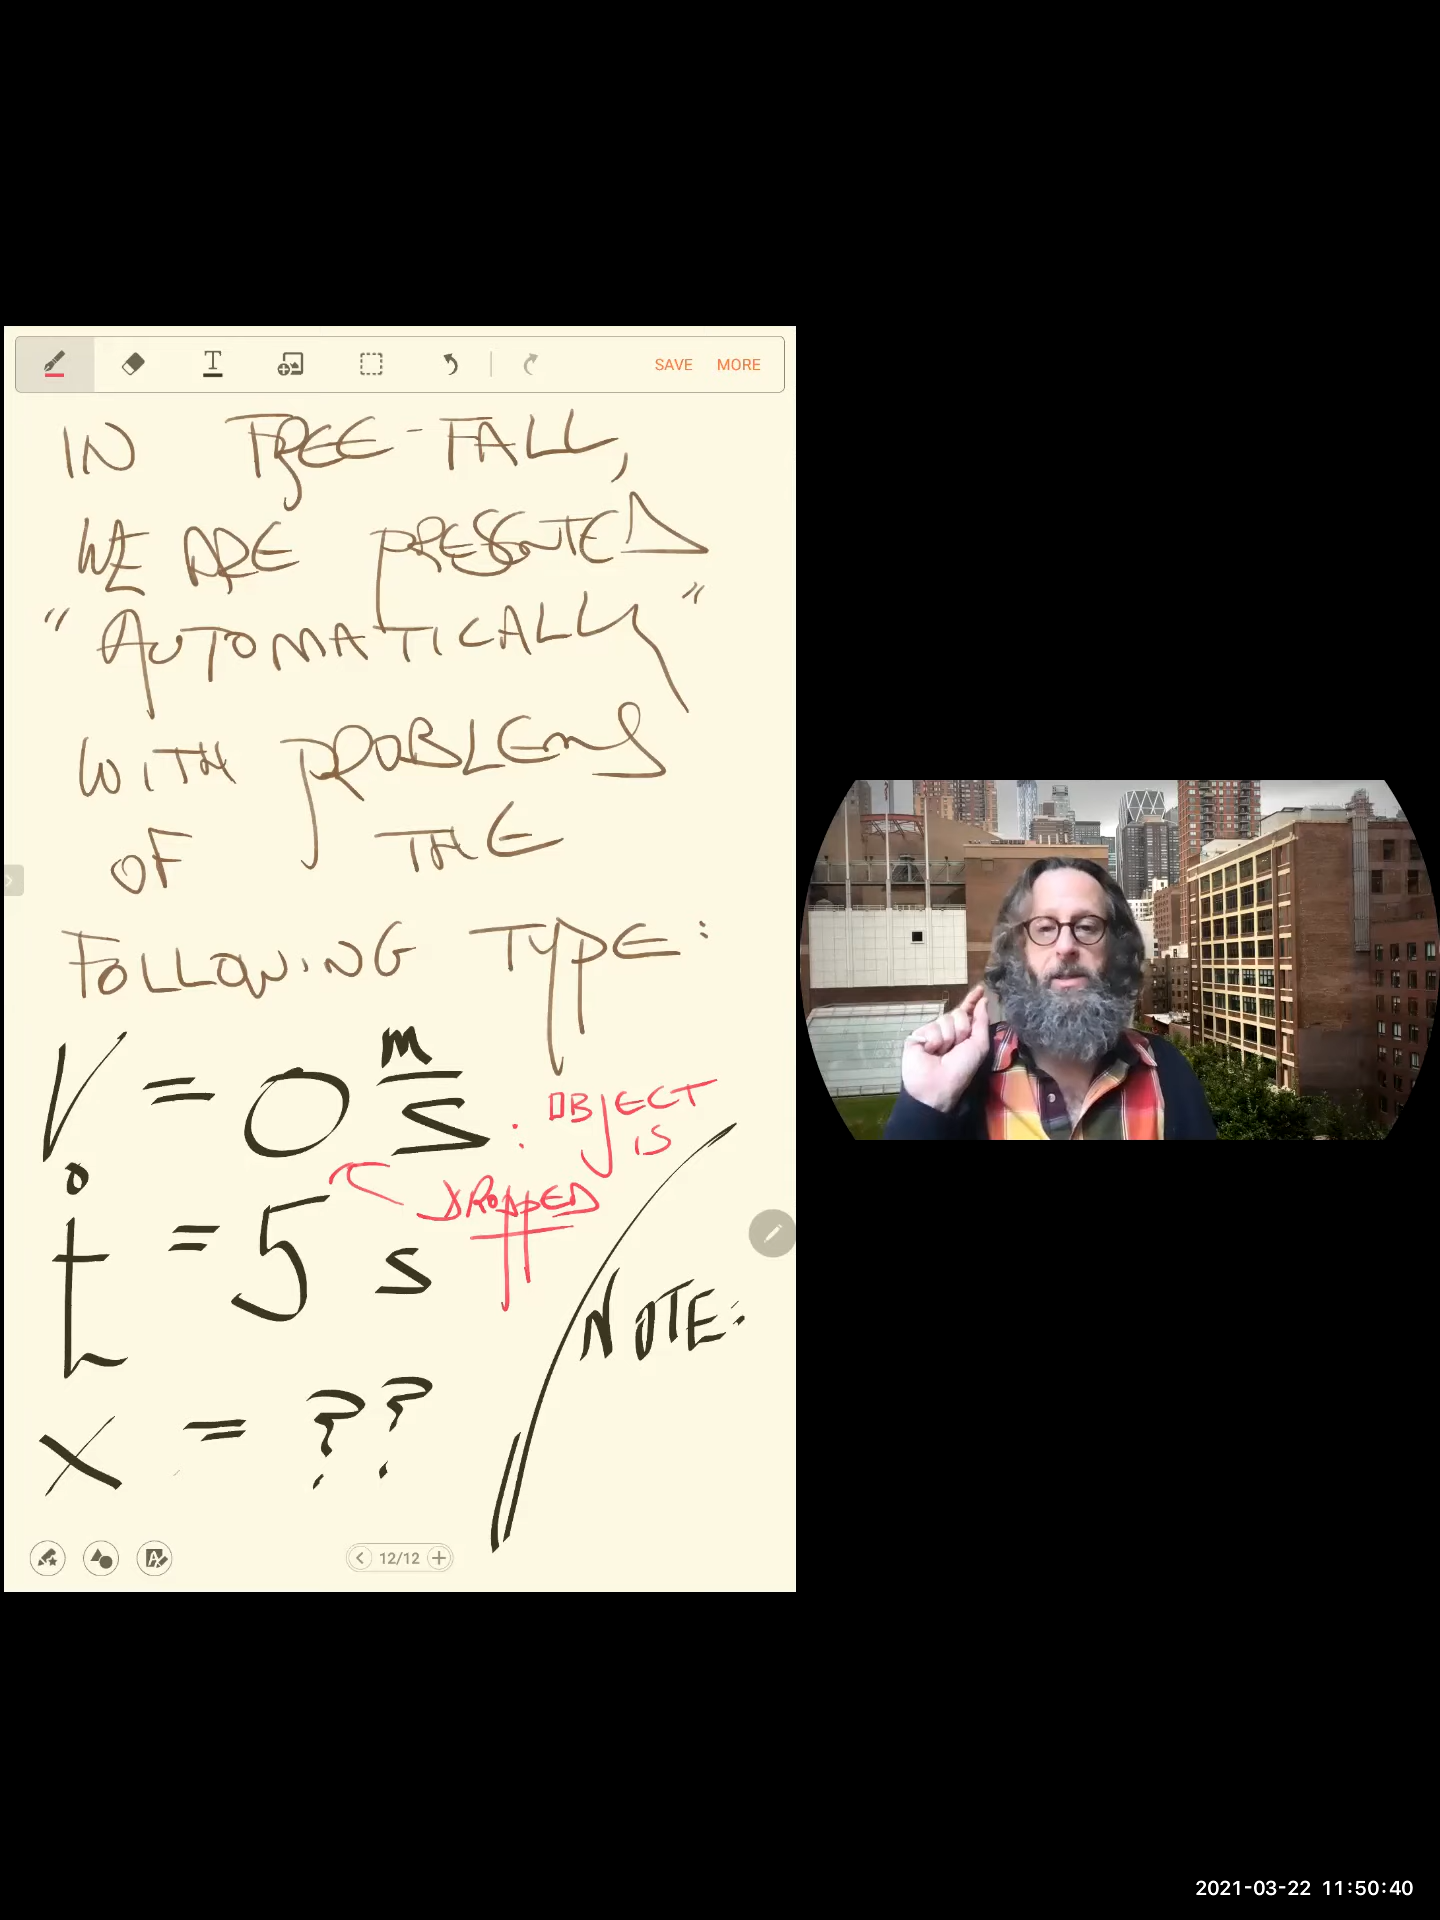 T
SAVE MORE
IN FREE-FALL,
WE ARE PRESENTED
"AUTOMATICALLY"
WITH PROBLEMS
OF THE
FOLLOWING TYPE:
V₀ = 0 m/s : OBJECT IS
DROPPED
t = 5 s
NOTE:
x = ??
12/12
2021-03-22 11:50:40